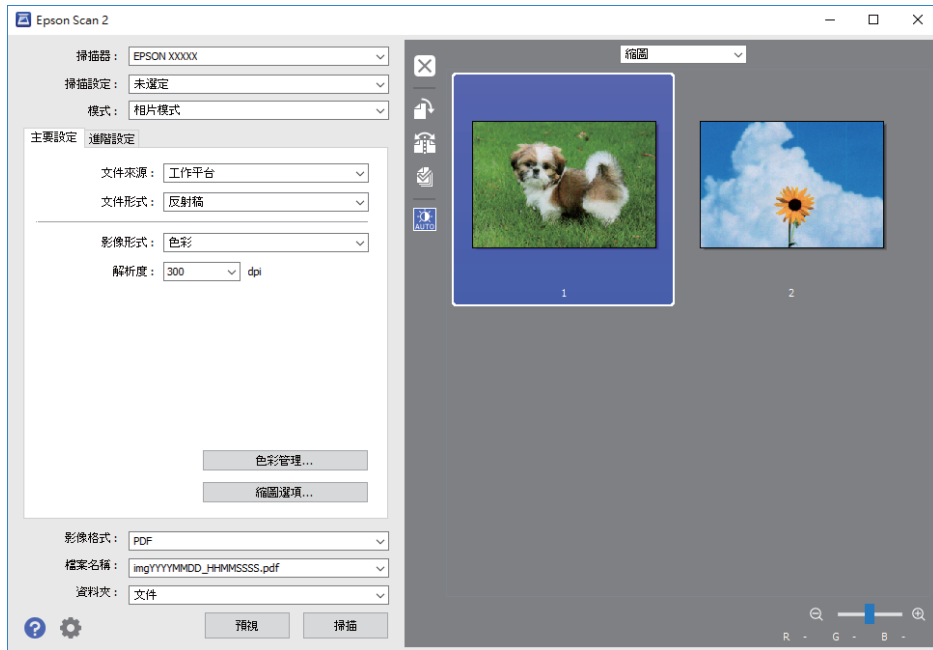 Epson Scan 2
掃描器： EPSON XXXXX
掃描設定： 未選定
模式： 相片模式
主要設定 進階設定
文件來源： 工作平台
文件形式： 反射稿
影像形式： 色彩
解析度： 300 dpi
色彩管理...
縮圖選項...
影像格式： PDF
檔案名稱： imgYYYYMMDD_HHMMSSSS.pdf
資料夾： 文件
? 預視 掃描
縮圖
AUTO
1 2
R - G - B -